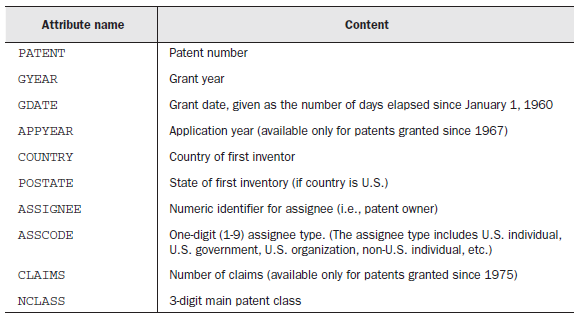 Attribute name Content
PATENT Patent number
GYEAR Grant year
GDATE Grant date, given as the number of days elapsed since January 1, 1960
APPYEAR Application year (available only for patents granted since 1967)
COUNTRY Country of first inventor
POSTATE State of first inventory (if country is U.S.)
ASSIGNEE Numeric identifier for assignee (i.e., patent owner)
ASSCODE One-digit (1-9) assignee type. (The assignee type includes U.S. individual,
U.S. government, U.S. organization, non-U.S. individual, etc.)
CLAIMS Number of claims (available only for patents granted since 1975)
NCLASS 3-digit main patent class